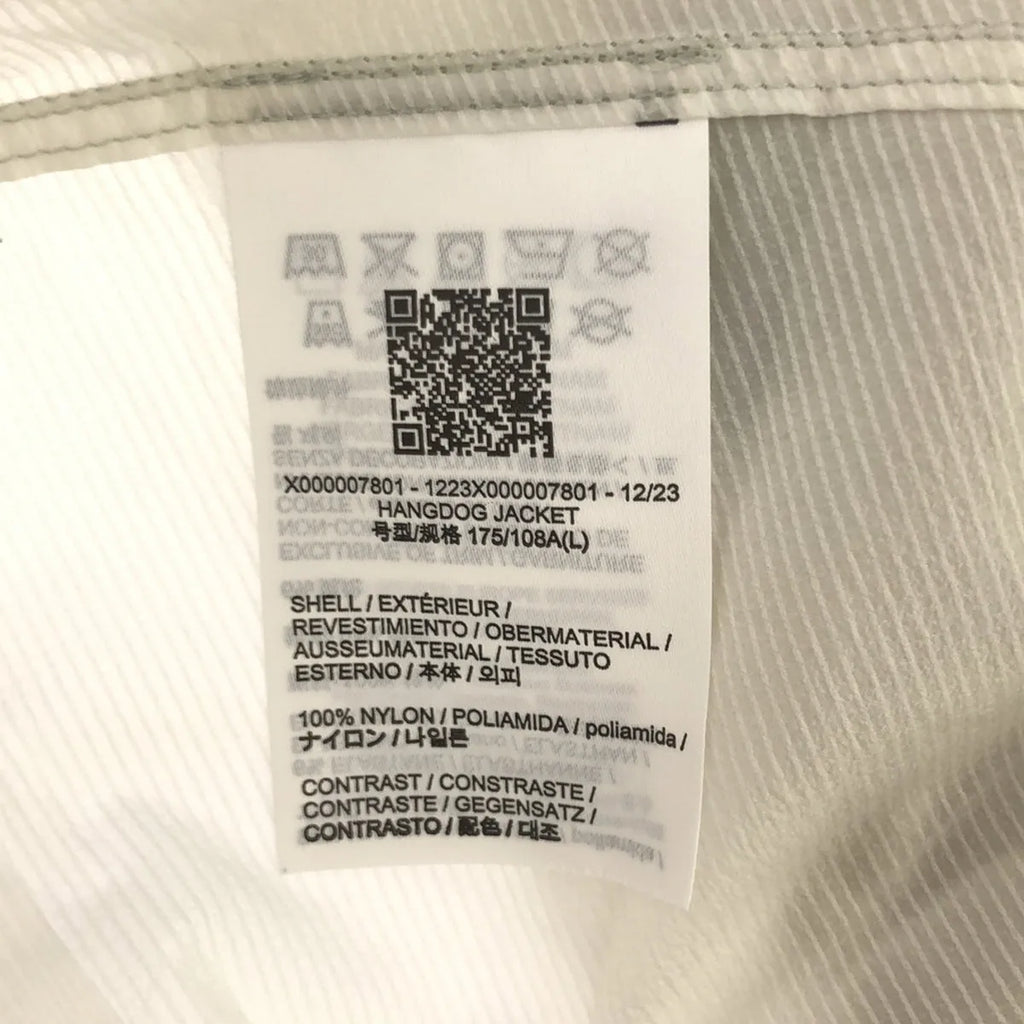 X000007801 - 1223X000007801 - 12/23
HANGDOG JACKET
号型/规格 175/108A(L)
SHELL / EXTÉRIEUR /
REVESTIMIENTO / OBERMATERIAL /
AUSSEUMATERIAL / TESSUTO
ESTERNO / 本体 / 외피
100% NYLON / POLIAMIDA / poliamida /
ナイロン / 나일론
CONTRAST / CONSTRASTE /
CONTRASTE / GEGENSATZ /
CONTRASTO / 配色 / 대조